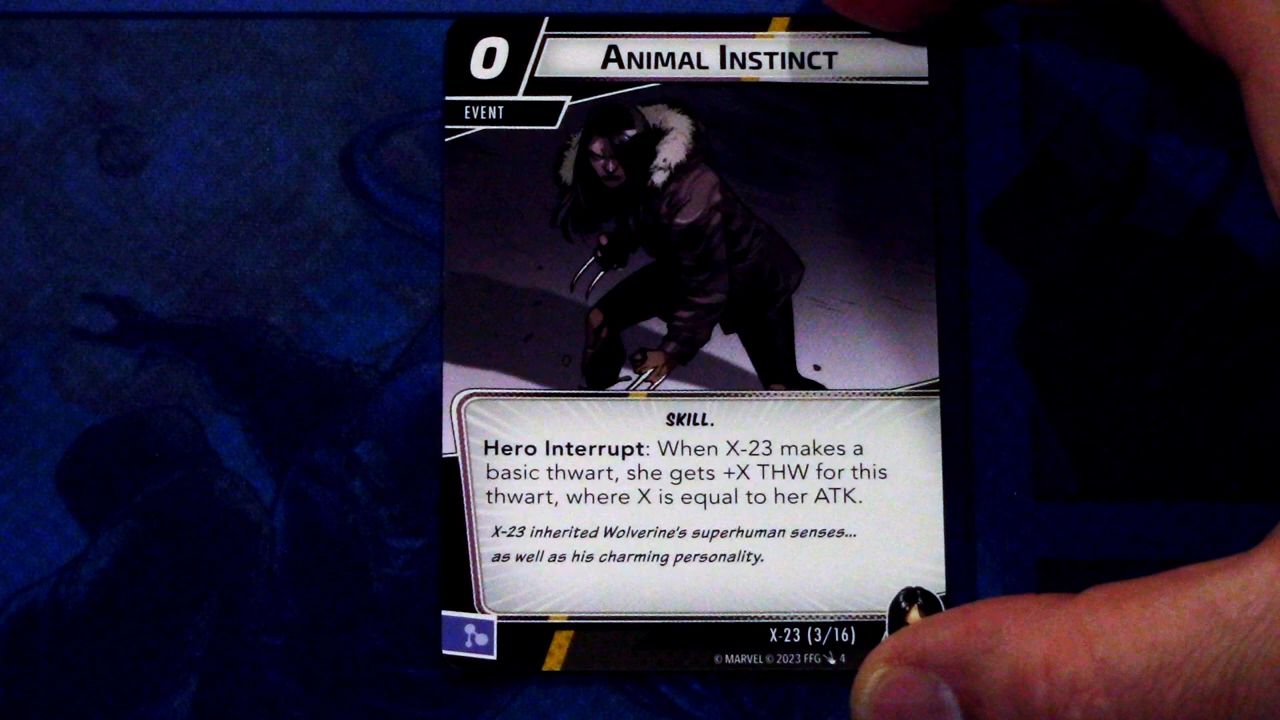 0
ANIMAL INSTINCT
EVENT
SKILL.
Hero Interrupt: When X-23 makes a
basic thwart, she gets +X THW for this
thwart, where X is equal to her ATK.
X-23 inherited Wolverine's superhuman senses...
as well as his charming personality.
X-23 (3/16)
© MARVEL © 2023 FFG 4